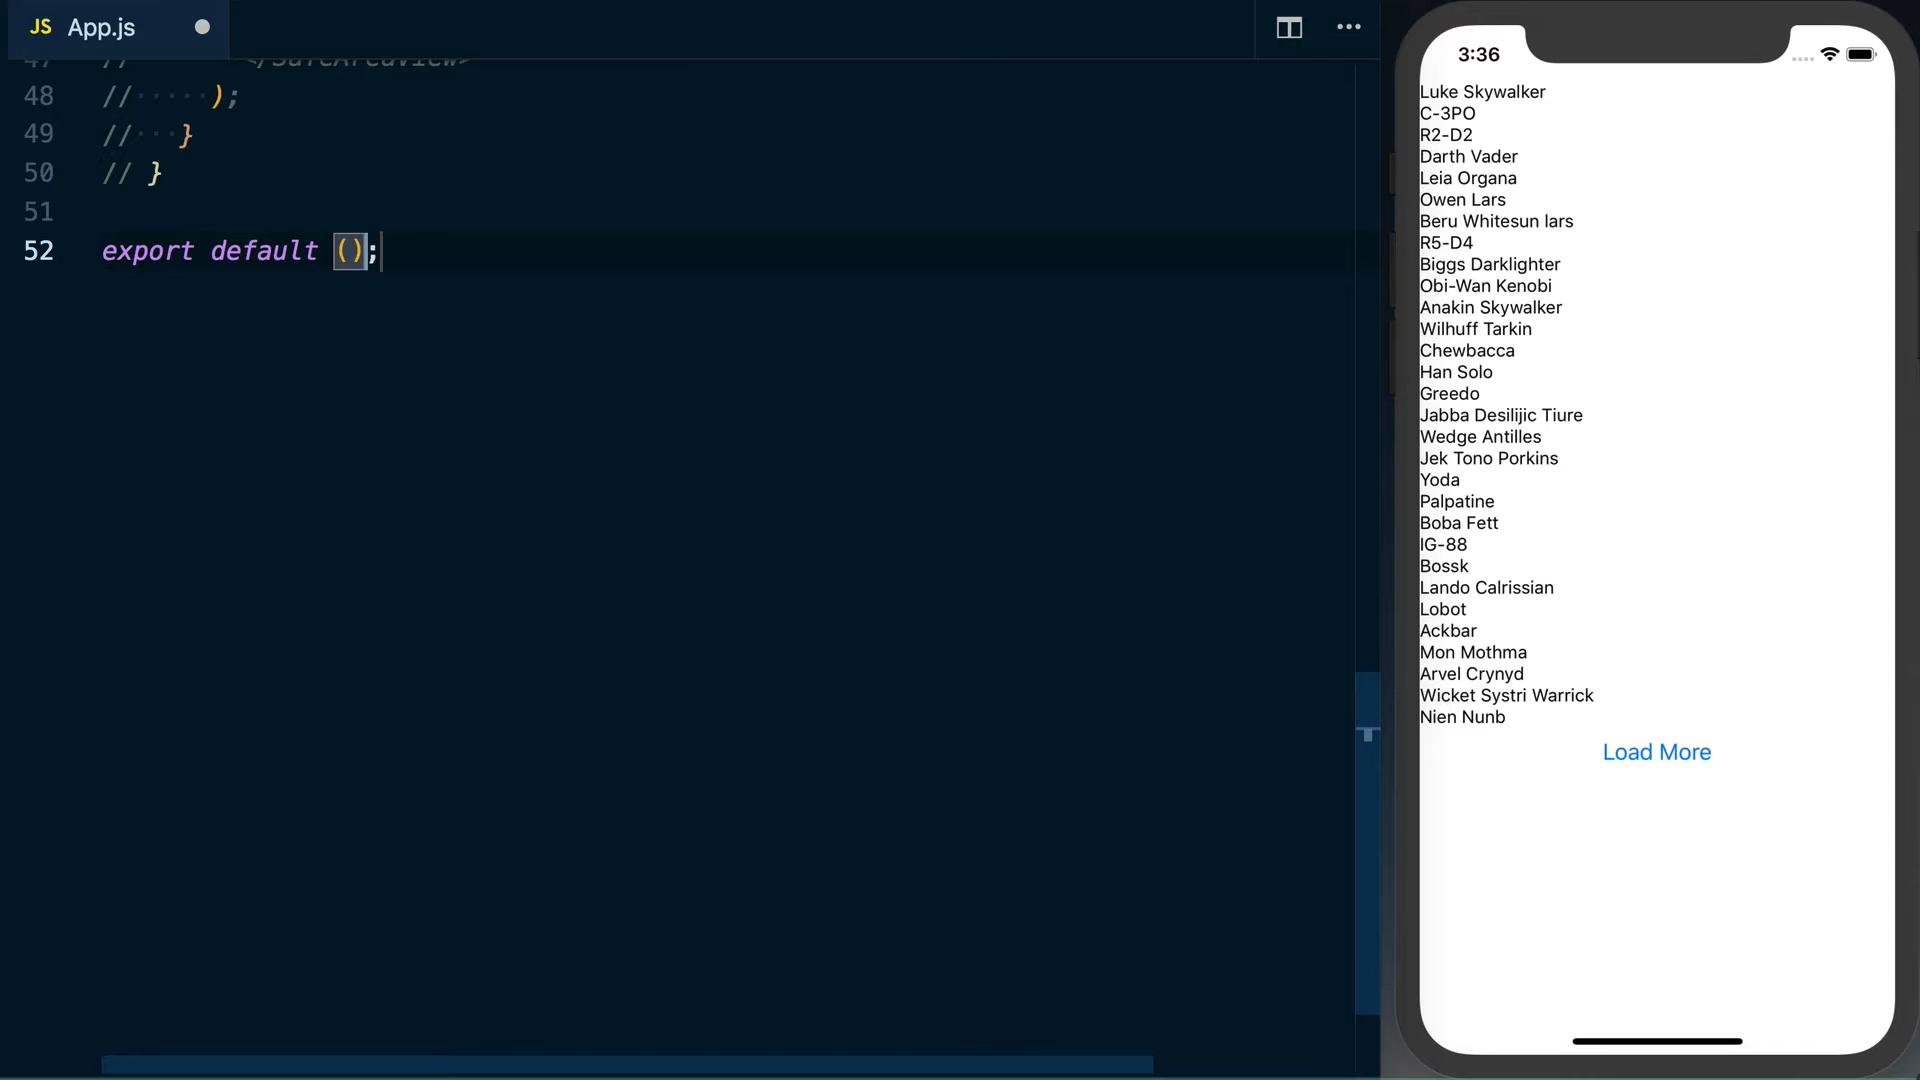 JS App.js
47 // </SafeAreaView>
48 // );
49 // }
50 // }
51
52 export default ();
3:36
Luke Skywalker
C-3PO
R2-D2
Darth Vader
Leia Organa
Owen Lars
Beru Whitesun lars
R5-D4
Biggs Darklighter
Obi-Wan Kenobi
Anakin Skywalker
Wilhuff Tarkin
Chewbacca
Han Solo
Greedo
Jabba Desilijic Tiure
Wedge Antilles
Jek Tono Porkins
Yoda
Palpatine
Boba Fett
IG-88
Bossk
Lando Calrissian
Lobot
Ackbar
Mon Mothma
Arvel Crynyd
Wicket Systri Warrick
Nien Nunb
Load More